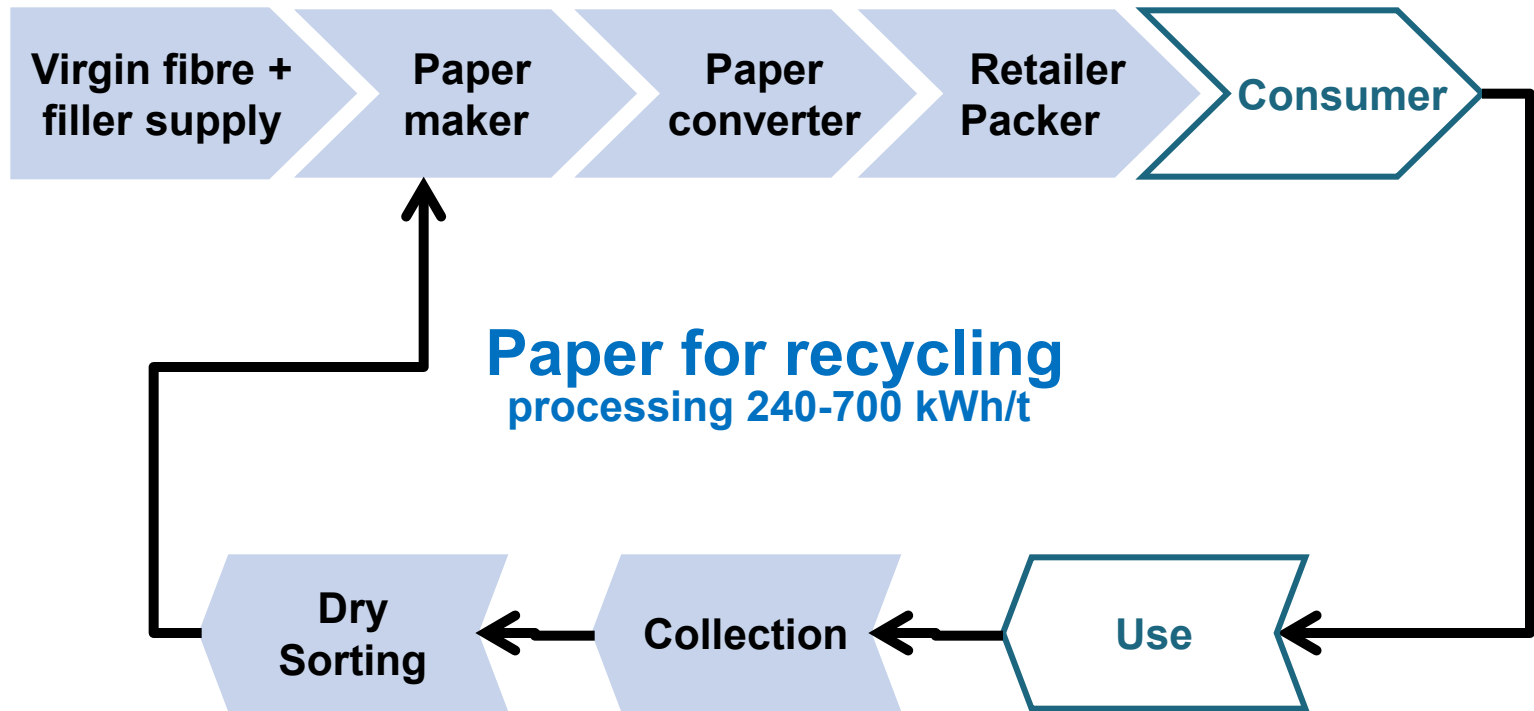 Virgin fibre +
filler supply
Paper
maker
Paper
converter
Retailer
Packer
Consumer
Paper for recycling
processing 240-700 kWh/t
Dry
Sorting
Collection
Use